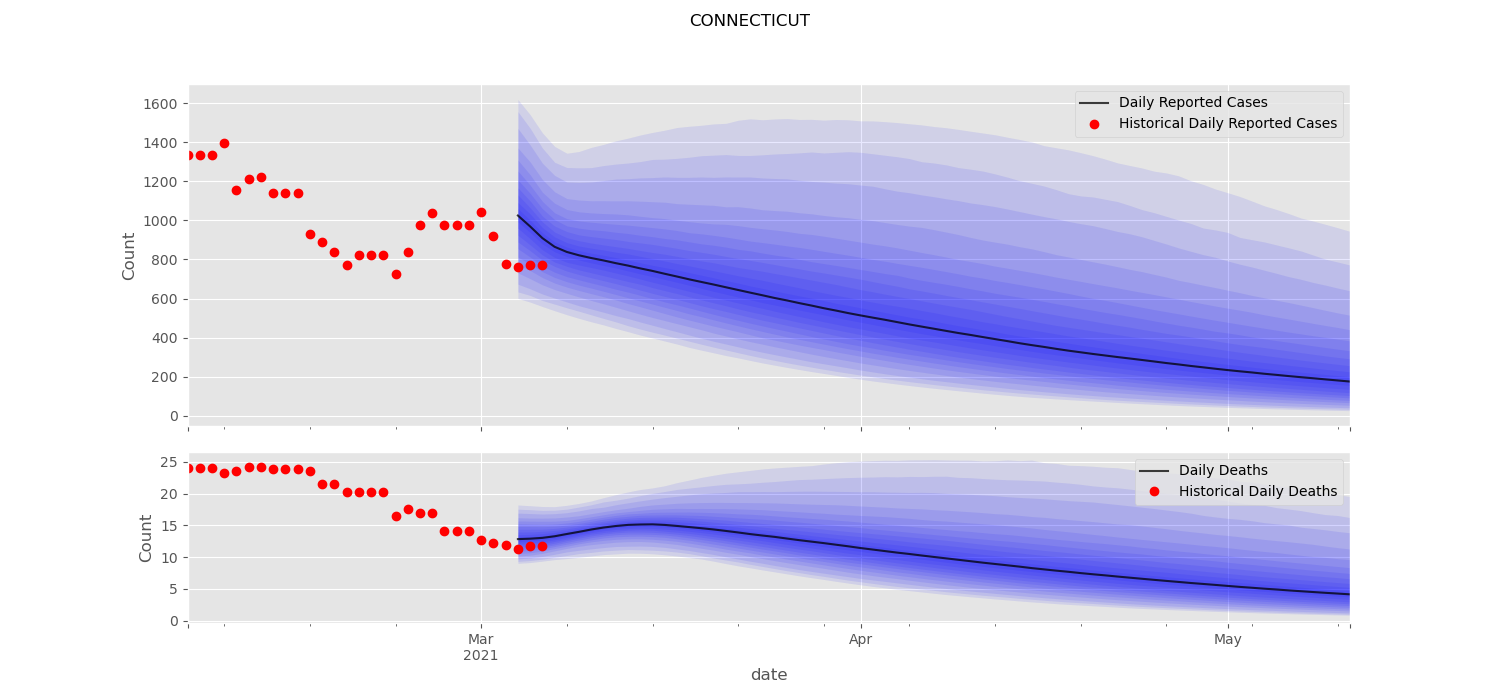 CONNECTICUT
1600
1400
1200
1000
800
600
400
200
0
Count
Daily Reported Cases
Historical Daily Reported Cases
25
20
15
10
5
0
Count
Daily Deaths
Historical Daily Deaths
Mar
2021
Apr
May
date